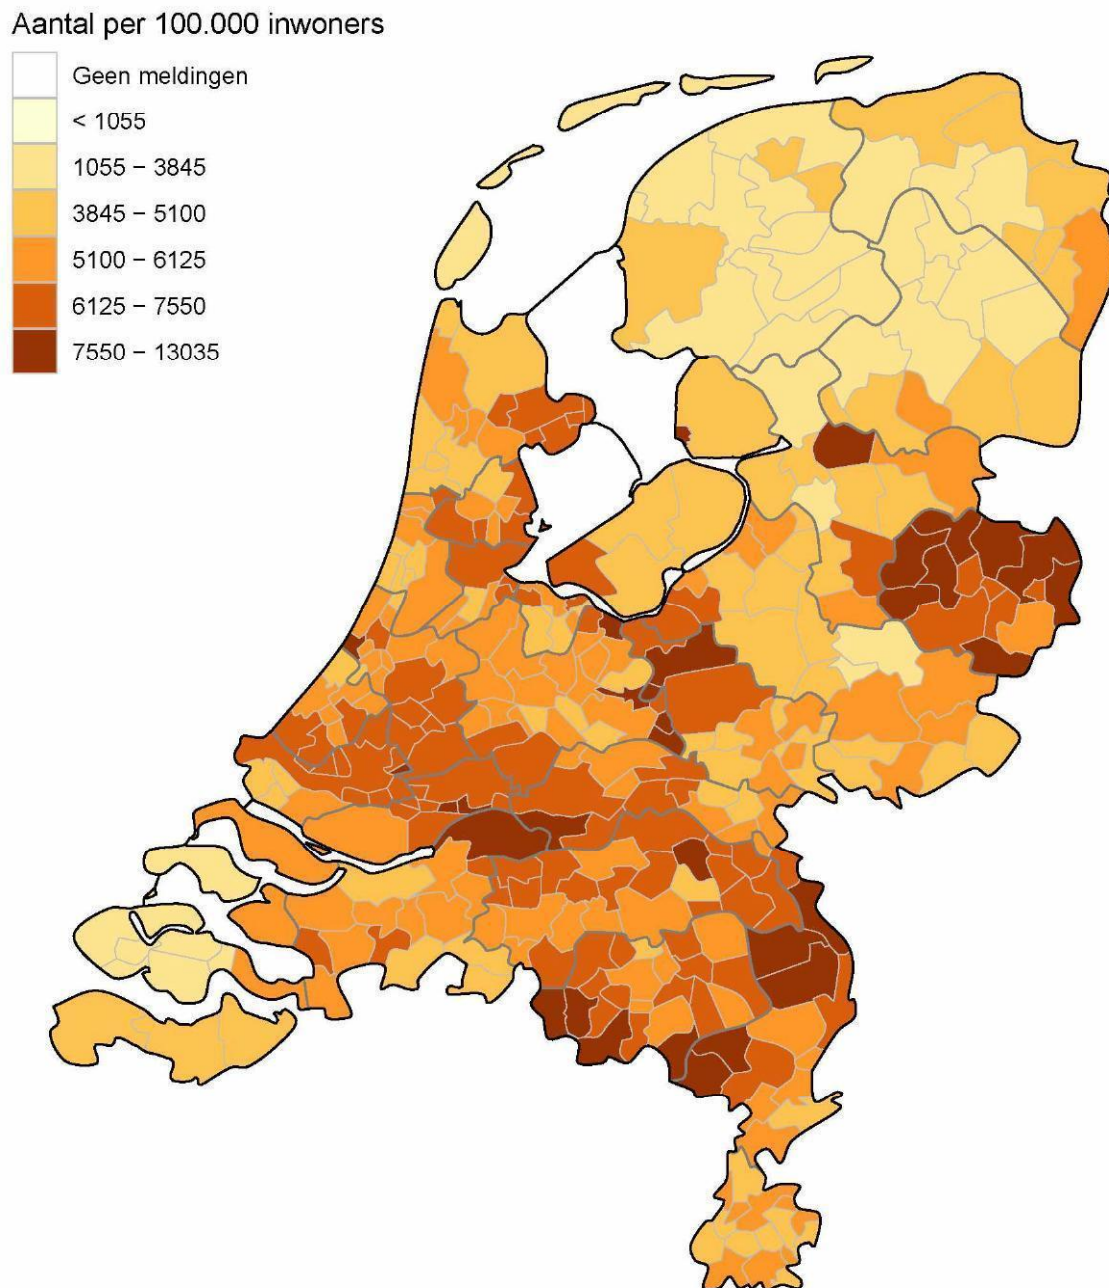 Aantal per 100.000 inwoners
Geen meldingen
< 1055
1055 − 3845
3845 − 5100
5100 − 6125
6125 − 7550
7550 − 13035